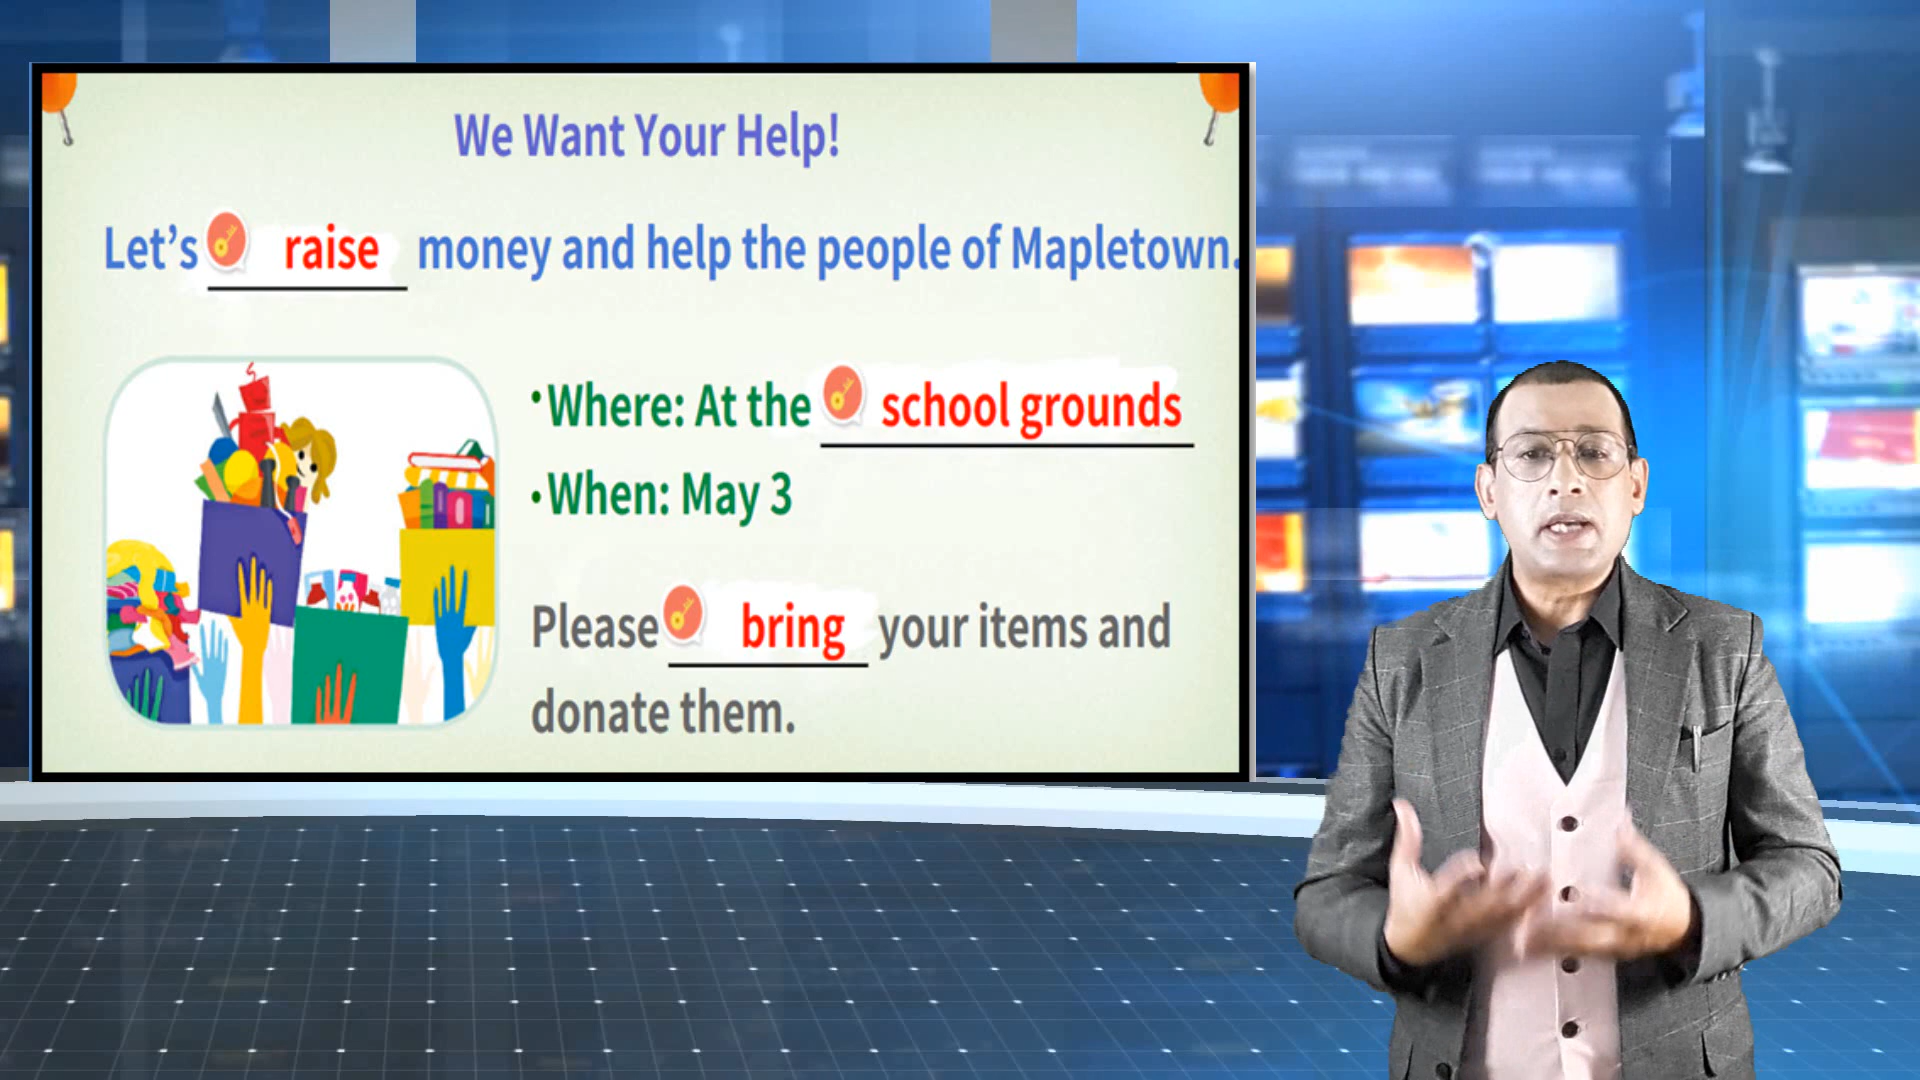 We Want Your Help!
Let’s raise money and help the people of Mapletown.
•Where: At the school grounds
•When: May 3
Please bring your items and
donate them.